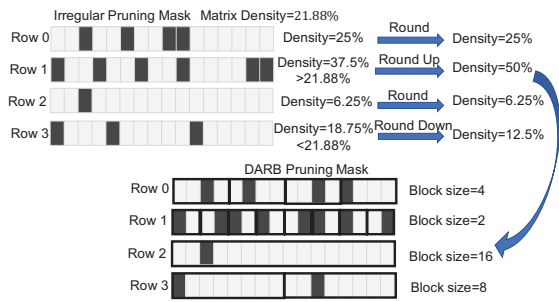 Irregular Pruning Mask Matrix Density=21.88%
Row 0 Density=25% Round Density=25%
Row 1 Density=37.5% >21.88% Round Up Density=50%
Row 2 Density=6.25% Round Density=6.25%
Row 3 Density=18.75% <21.88% Round Down Density=12.5%
DARB Pruning Mask
Row 0 Block size=4
Row 1 Block size=2
Row 2 Block size=16
Row 3 Block size=8